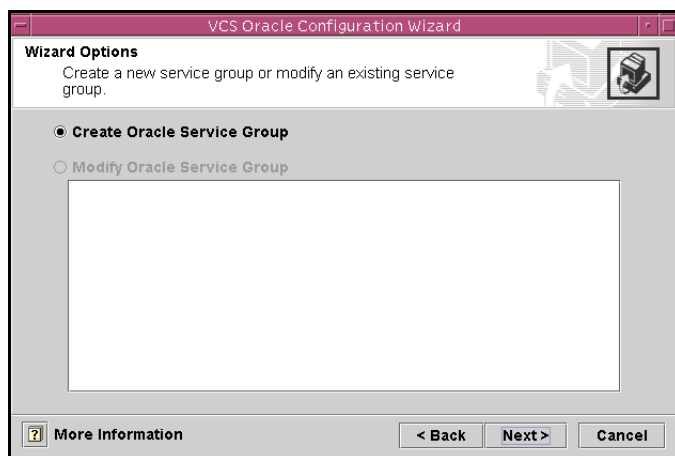 VCS Oracle Configuration Wizard
Wizard Options
Create a new service group or modify an existing service
group.
Create Oracle Service Group
Modify Oracle Service Group
? More Information
< Back
Next >
Cancel